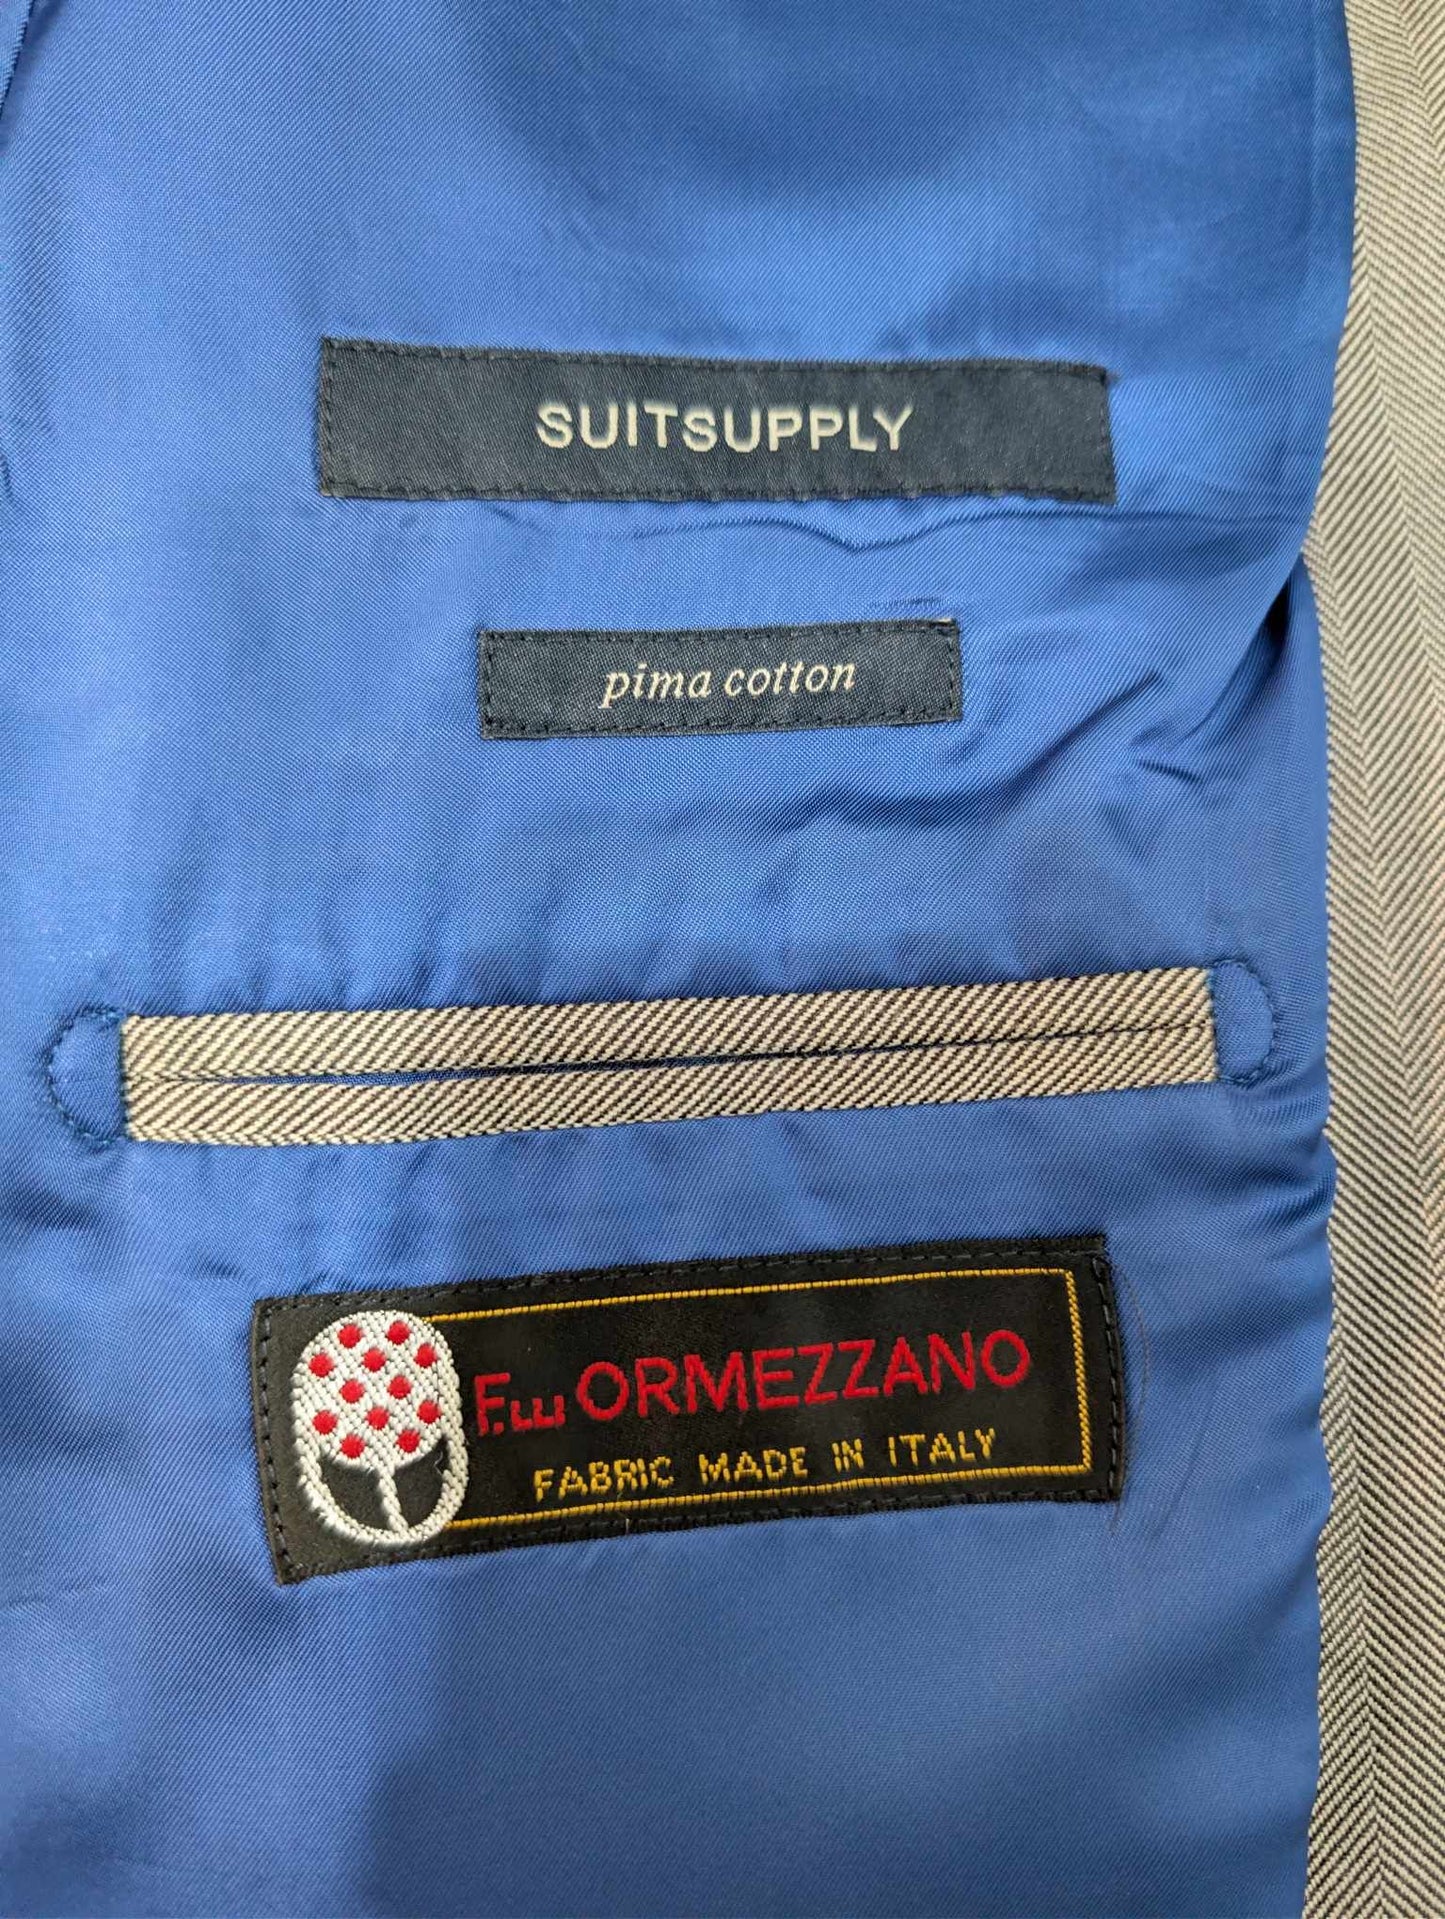 SUITSUPPLY
pima cotton
F.lli ORMEZZANO
FABRIC MADE IN ITALY